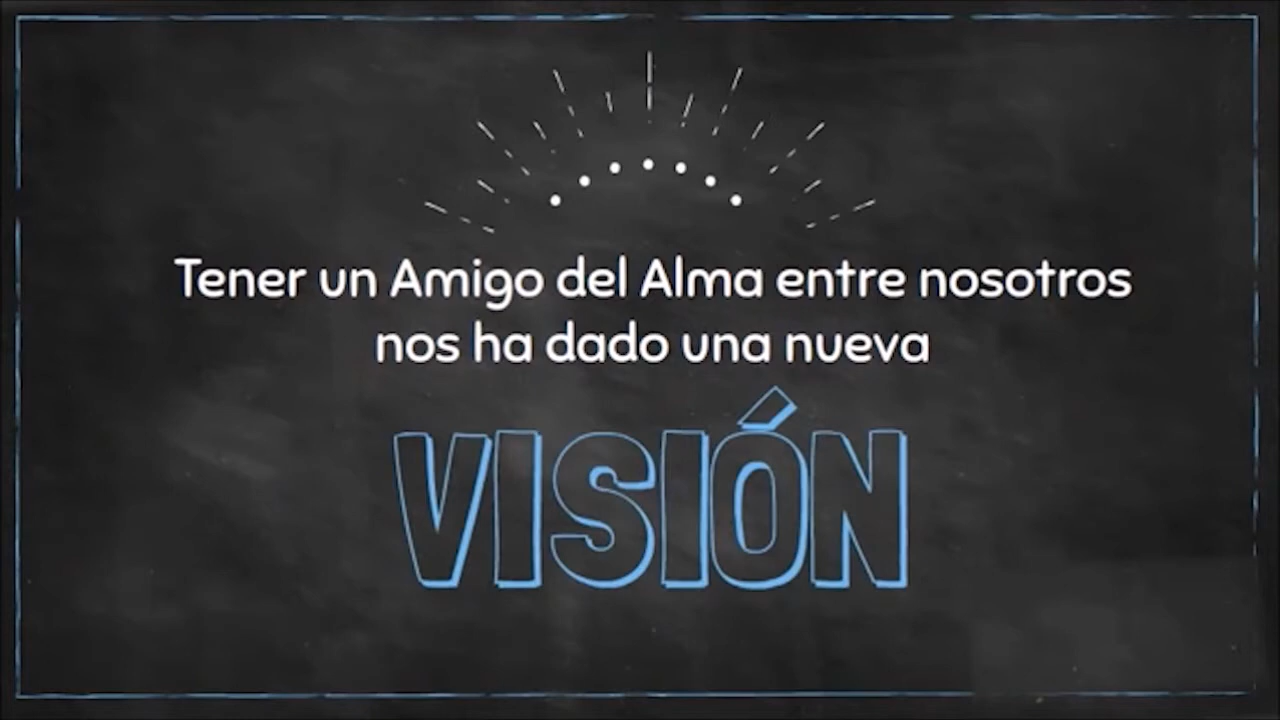 Tener un Amigo del Alma entre nosotros
nos ha dado una nueva
VISIÓN